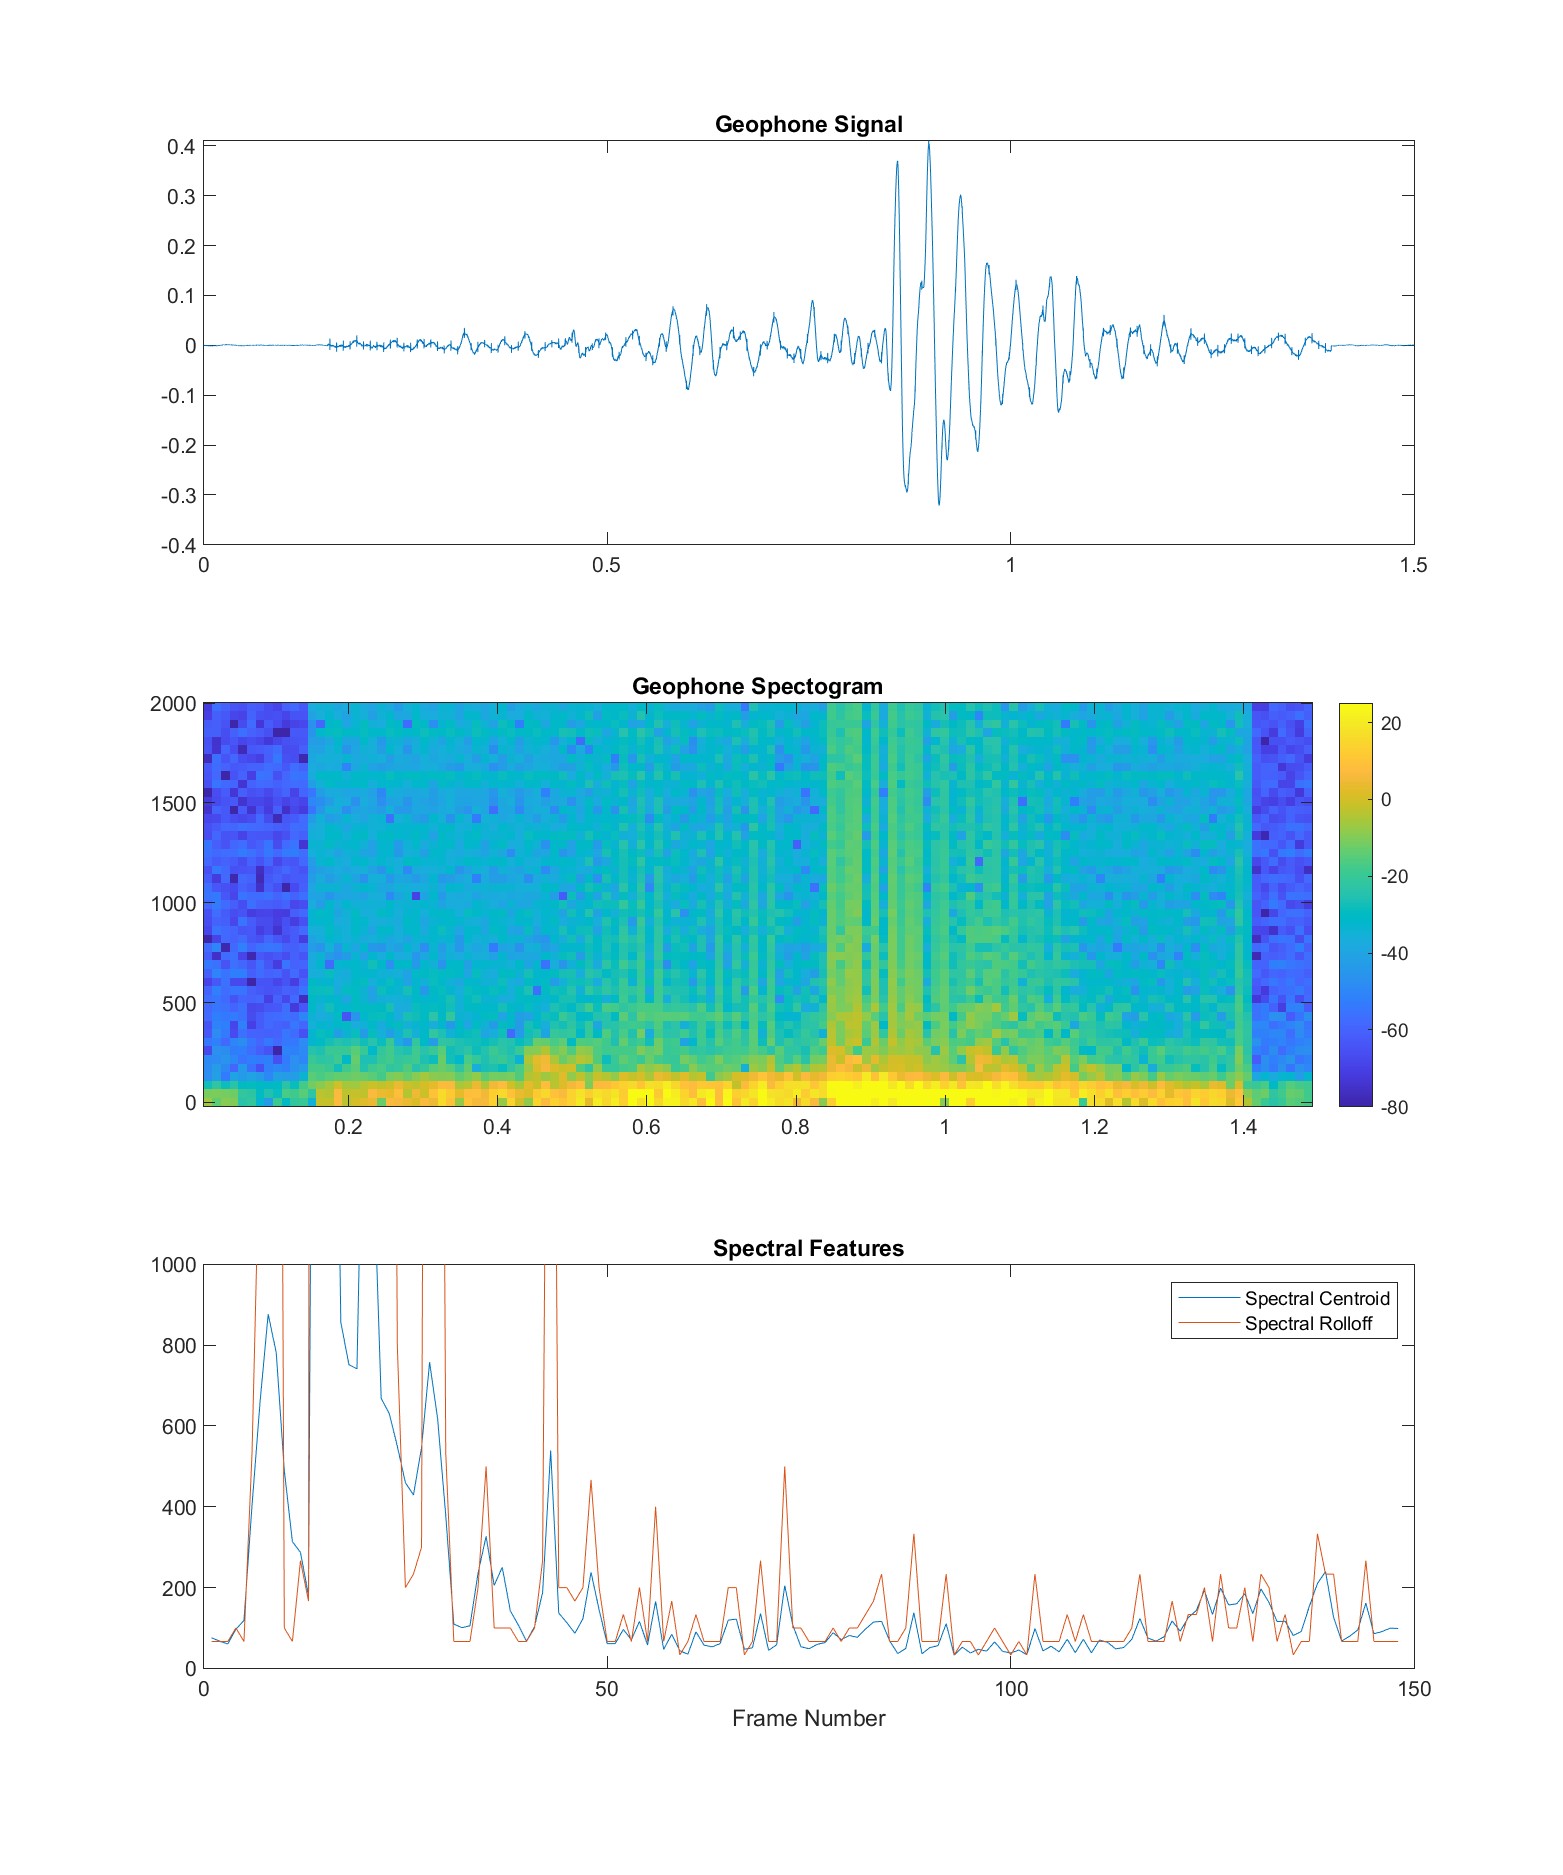 Geophone Signal
0.4
0.3
0.2
0.1
0
-0.1
-0.2
-0.3
-0.4
0 0.5 1 1.5
Geophone Spectogram
2000
1500
1000
500
0
0.2 0.4 0.6 0.8 1 1.2 1.4
20
0
-20
-40
-60
-80
Spectral Features
1000
800
600
400
200
0
0 50 100 150
Spectral Centroid
Spectral Rolloff
Frame Number